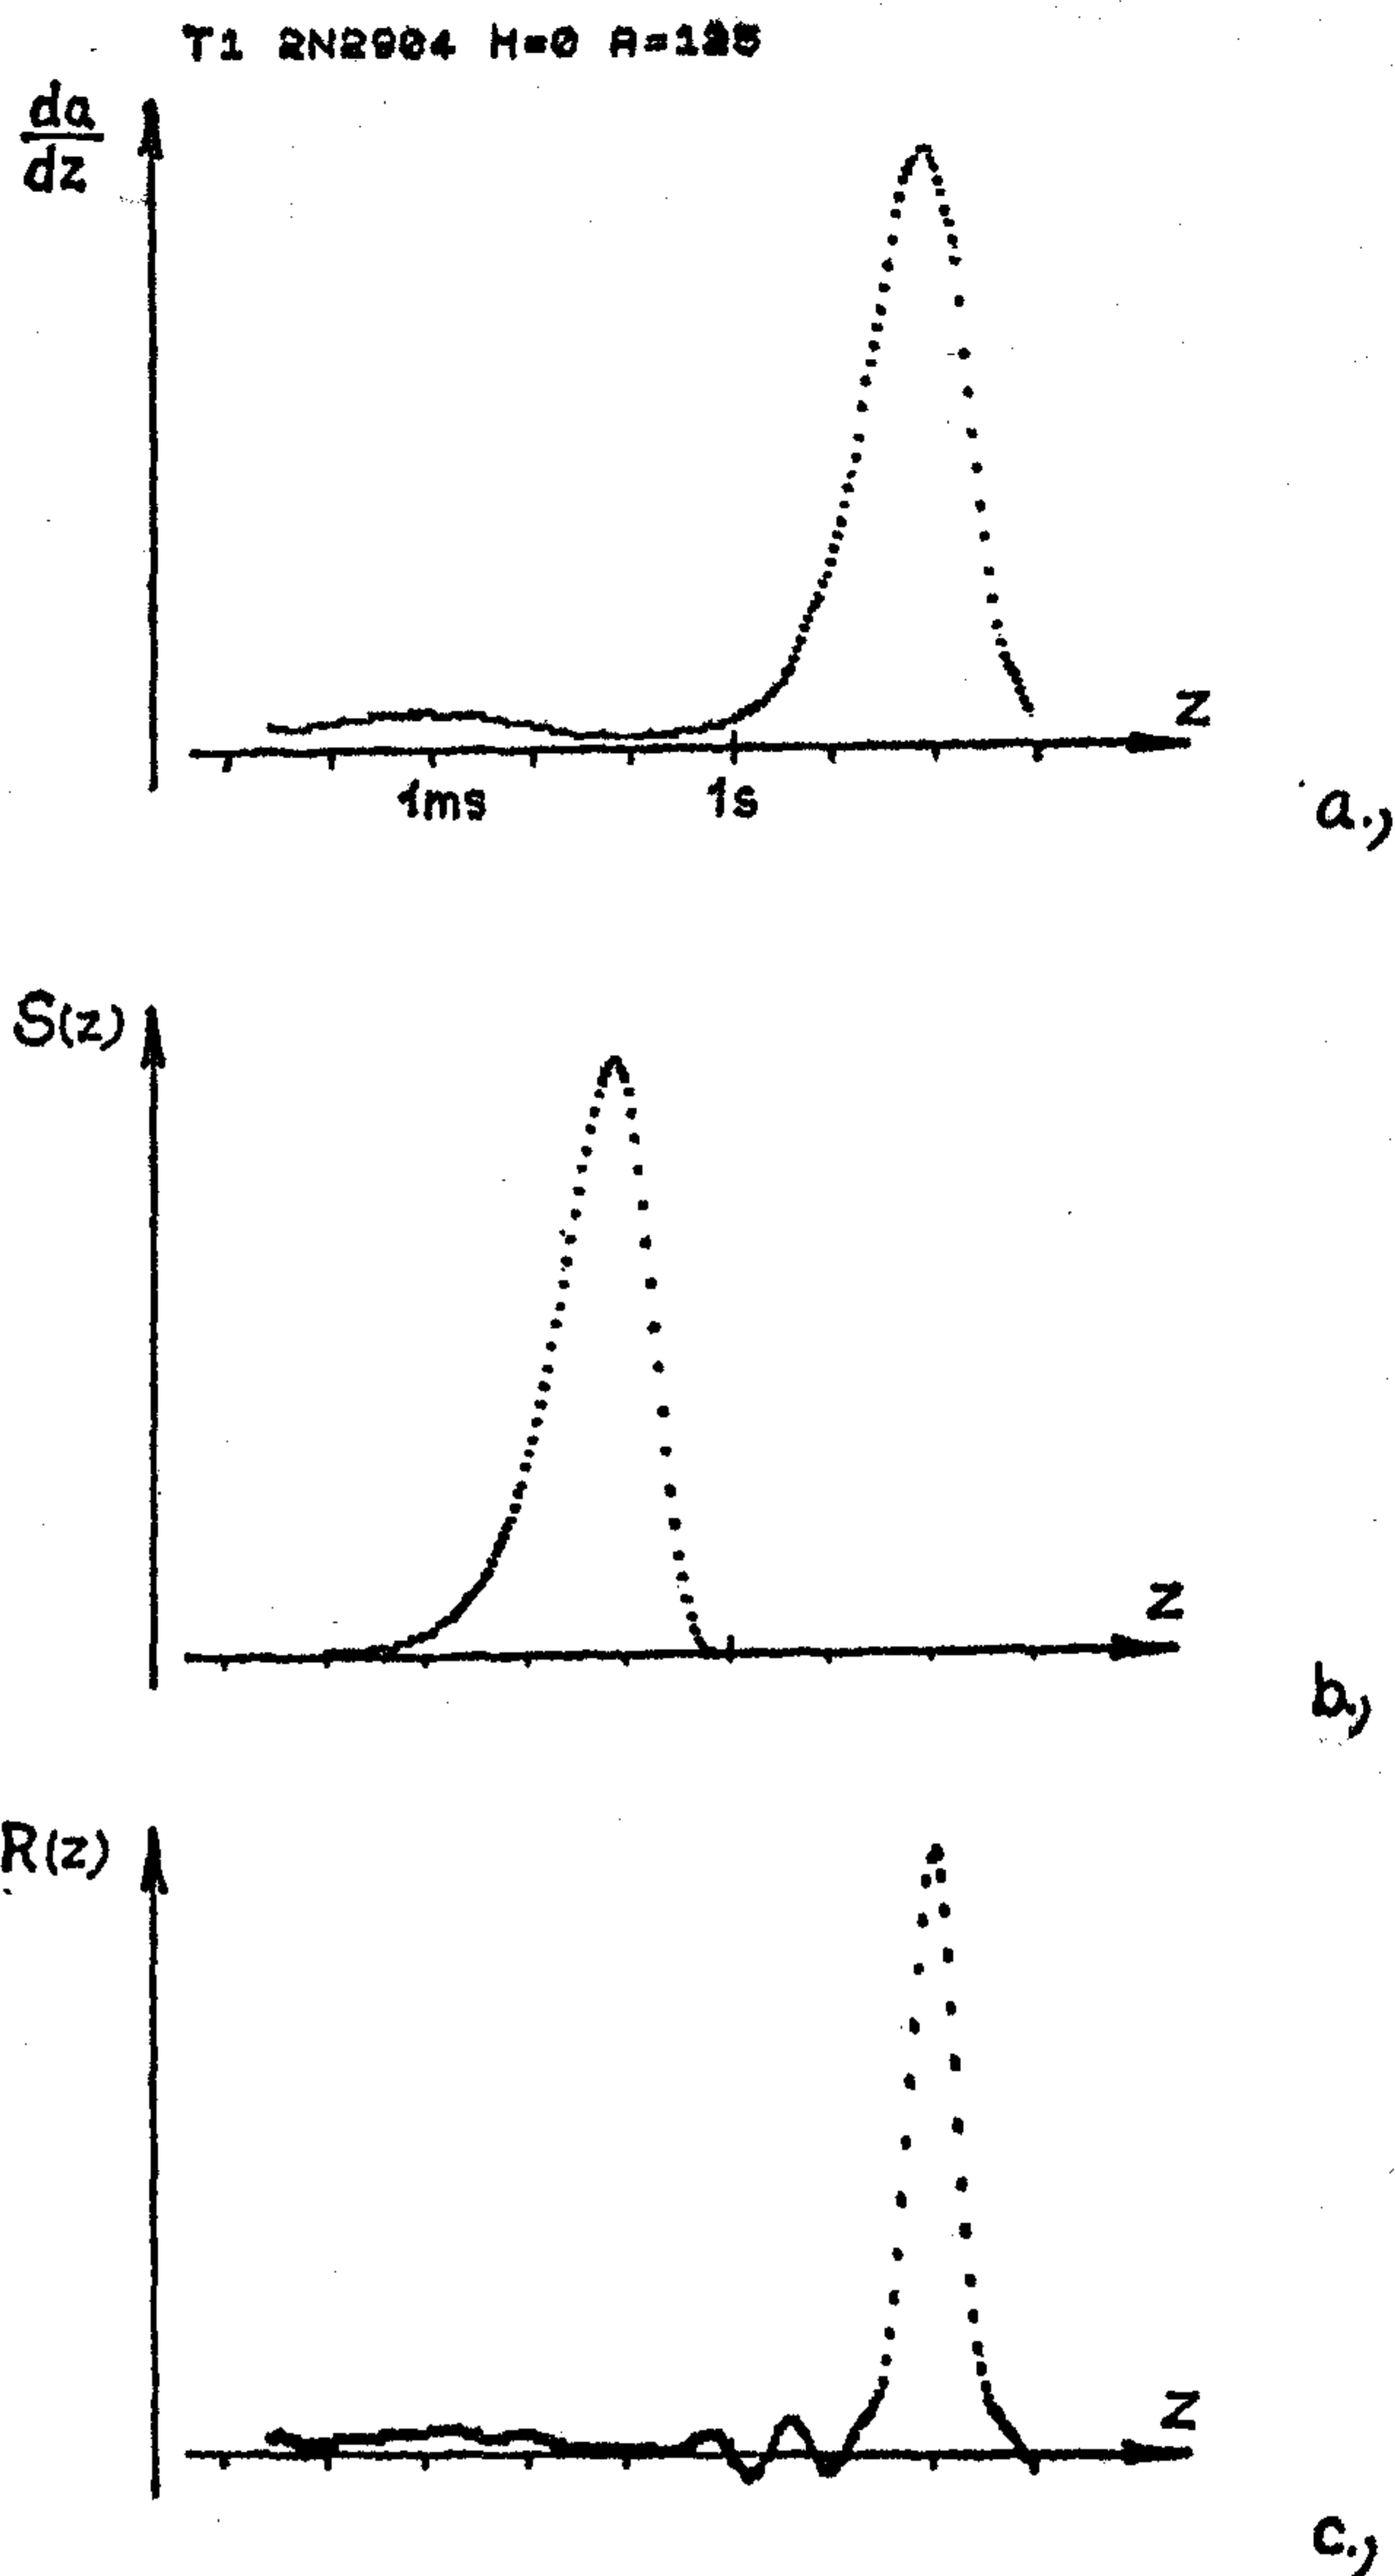 T1 2N2904 H=0 A=125
da
dz
z
1ms 1s
a.,
S(z)
z
b.,
R(z)
z
c.,